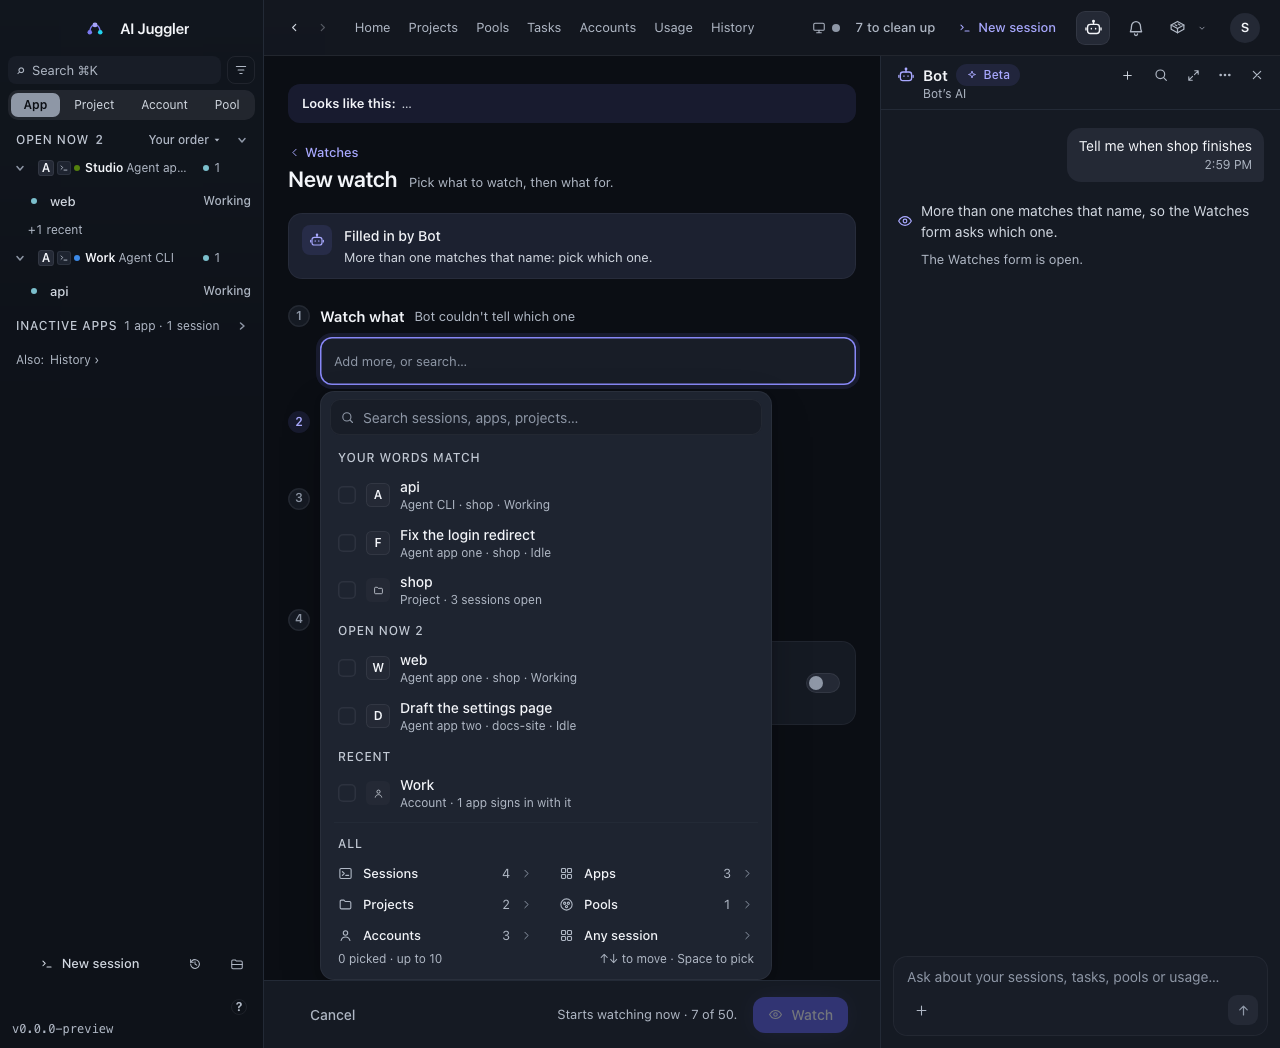 AI Juggler
Search ⌘K
App Project Account Pool
OPEN NOW 2 Your order
A Studio Agent ap... 1
web Working
+1 recent
A Work Agent CLI 1
api Working
INACTIVE APPS 1 app · 1 session
Also: History ›
New session
?
v0.0.0-preview
Home Projects Pools Tasks Accounts Usage History 7 to clean up New session S
Looks like this: ...
Watches
New watch Pick what to watch, then what for.
Filled in by Bot
More than one matches that name: pick which one.
1 Watch what Bot couldn't tell which one
Add more, or search...
2
3
4
Search sessions, apps, projects...
YOUR WORDS MATCH
A api
Agent CLI · shop · Working
F Fix the login redirect
Agent app one · shop · Idle
shop
Project · 3 sessions open
OPEN NOW 2
W web
Agent app one · shop · Working
D Draft the settings page
Agent app two · docs-site · Idle
RECENT
Work
Account · 1 app signs in with it
ALL
Sessions 4 Apps 3
Projects 2 Pools 1
Accounts 3 Any session
0 picked · up to 10 ↑↓ to move · Space to pick
Cancel Starts watching now · 7 of 50. Watch
Bot Beta
Bot's AI
Tell me when shop finishes
2:59 PM
More than one matches that name, so the Watches
form asks which one.
The Watches form is open.
Ask about your sessions, tasks, pools or usage...